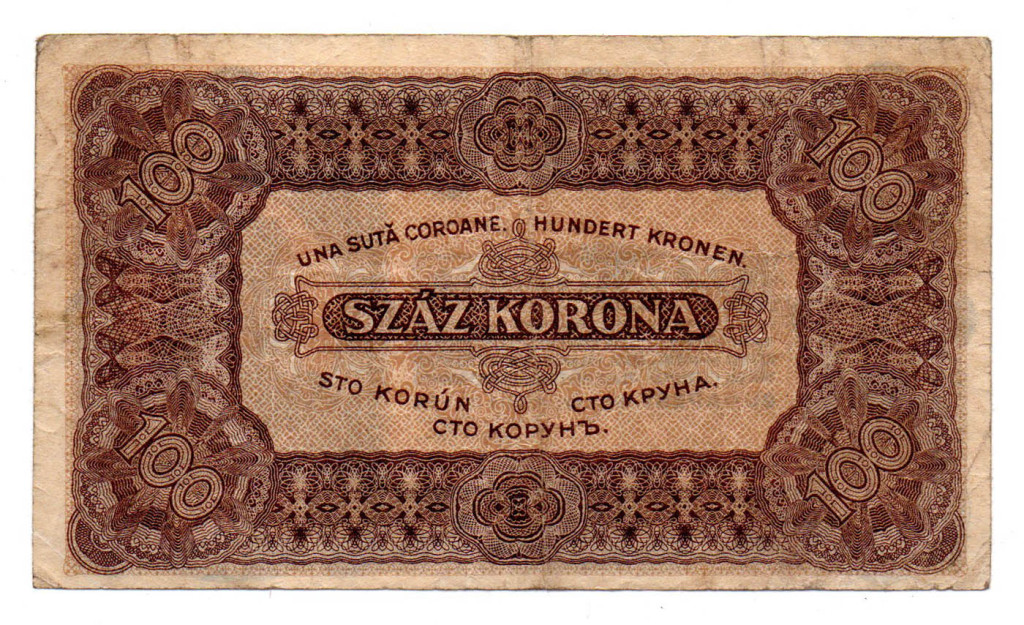 100
100
UNA SUTĂ COROANE. HUNDERT KRONEN.
SZÁZ KORONA
STO KORÚN
СТО КРУНА.
СТО КОРУНЪ.
100
100